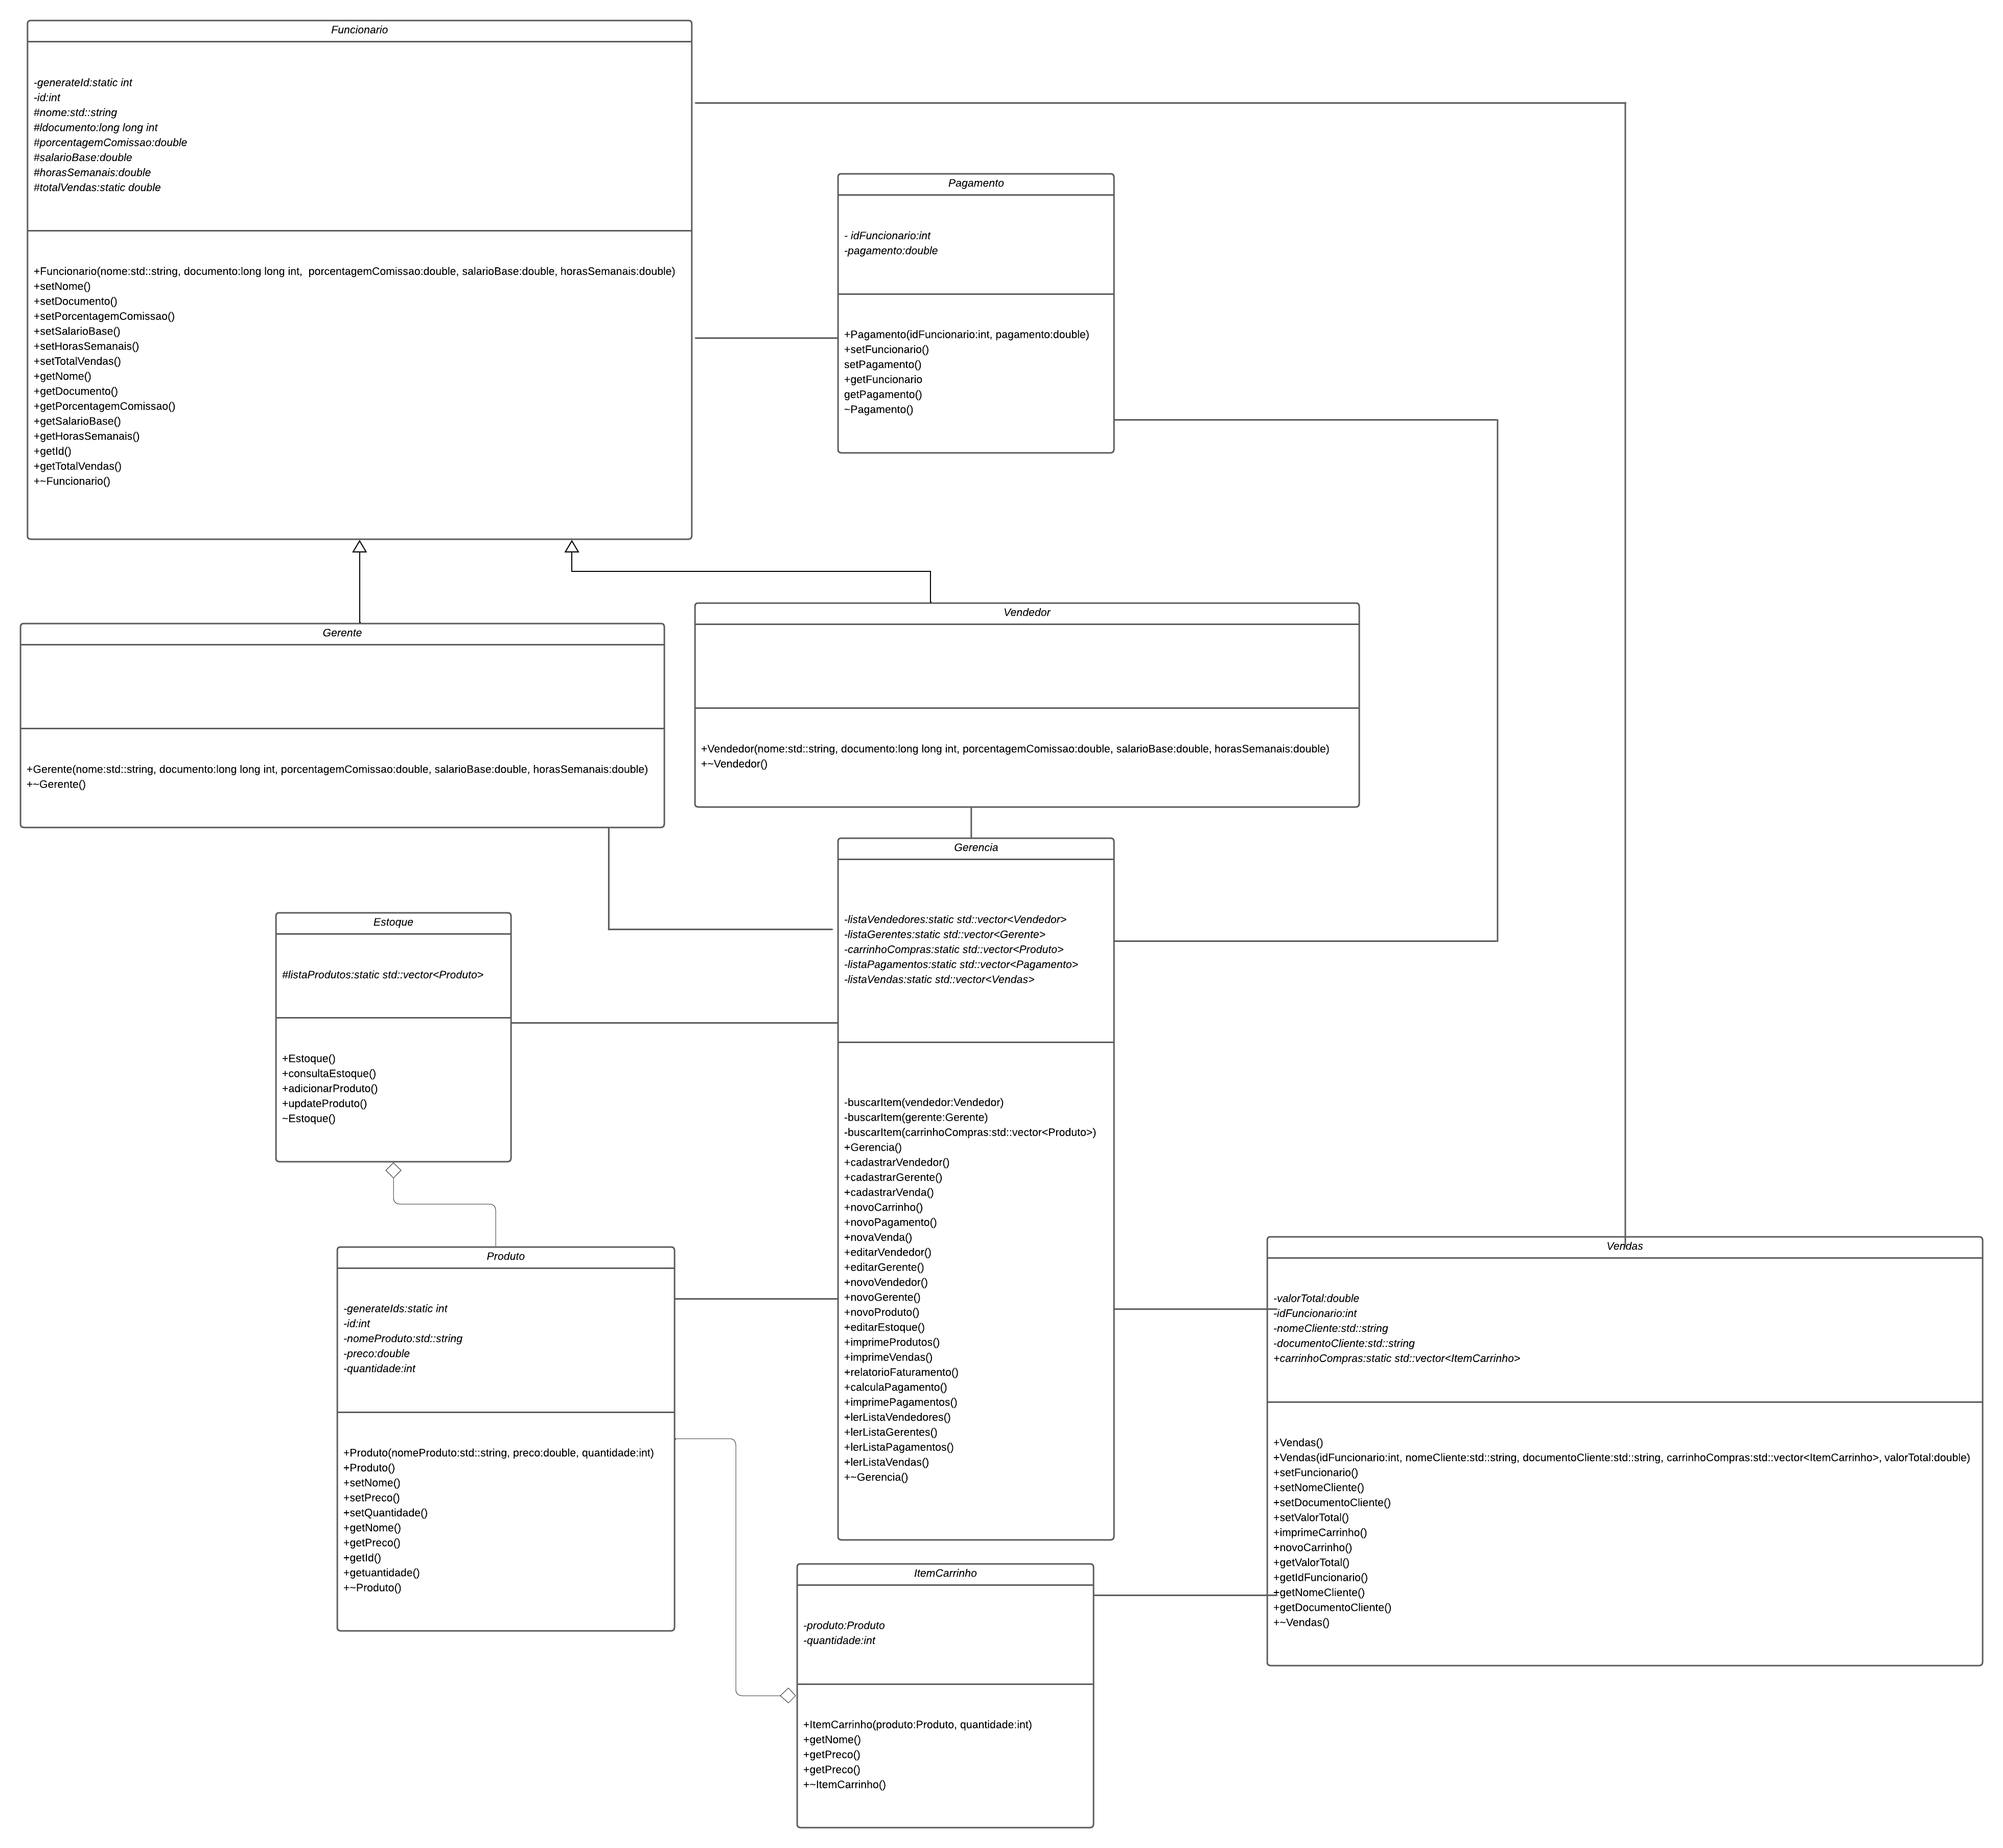 Funcionario
-generateId:static int
-id:int
#nome:std::string
#ldocumento:long long int
#porcentagemComissao:double
#salarioBase:double
#horasSemanais:double
#totalVendas:static double
+Funcionario(nome:std::string, documento:long long int,  porcentagemComissao:double, salarioBase:double, horasSemanais:double)
+setNome()
+setDocumento()
+setPorcentagemComissao()
+setSalarioBase()
+setHorasSemanais()
+setTotalVendas()
+getNome()
+getDocumento()
+getPorcentagemComissao()
+getSalarioBase()
+getHorasSemanais()
+getId()
+getTotalVendas()
+~Funcionario()
Pagamento
- idFuncionario:int
-pagamento:double
+Pagamento(idFuncionario:int, pagamento:double)
+setFuncionario()
setPagamento()
+getFuncionario
getPagamento()
~Pagamento()
Gerente
+Gerente(nome:std::string, documento:long long int, porcentagemComissao:double, salarioBase:double, horasSemanais:double)
+~Gerente()
Vendedor
+Vendedor(nome:std::string, documento:long long int, porcentagemComissao:double, salarioBase:double, horasSemanais:double)
+~Vendedor()
Gerencia
-listaVendedores:static std::vector<Vendedor>
-listaGerentes:static std::vector<Gerente>
-carrinhoCompras:static std::vector<Produto>
-listaPagamentos:static std::vector<Pagamento>
-listaVendas:static std::vector<Vendas>
-buscarItem(vendedor:Vendedor)
-buscarItem(gerente:Gerente)
-buscarItem(carrinhoCompras:std::vector<Produto>)
+Gerencia()
+cadastrarVendedor()
+cadastrarGerente()
+cadastrarVenda()
+novoCarrinho()
+novoPagamento()
+novaVenda()
+editarVendedor()
+editarGerente()
+novoVendedor()
+novoGerente()
+novoProduto()
+editarEstoque()
+imprimeProdutos()
+imprimeVendas()
+relatorioFaturamento()
+calculaPagamento()
+imprimePagamentos()
+lerListaVendedores()
+lerListaGerentes()
+lerListaPagamentos()
+lerListaVendas()
+~Gerencia()
Estoque
#listaProdutos:static std::vector<Produto>
+Estoque()
+consultaEstoque()
+adicionarProduto()
+updateProduto()
~Estoque()
Produto
-generateIds:static int
-id:int
-nomeProduto:std::string
-preco:double
-quantidade:int
+Produto(nomeProduto:std::string, preco:double, quantidade:int)
+Produto()
+setNome()
+setPreco()
+setQuantidade()
+getNome()
+getPreco()
+getId()
+getuantidade()
+~Produto()
Vendas
-valorTotal:double
-idFuncionario:int
-nomeCliente:std::string
-documentoCliente:std::string
+carrinhoCompras:static std::vector<ItemCarrinho>
+Vendas()
+Vendas(idFuncionario:int, nomeCliente:std::string, documentoCliente:std::string, carrinhoCompras:std::vector<ItemCarrinho>, valorTotal:double)
+setFuncionario()
+setNomeCliente()
+setDocumentoCliente()
+setValorTotal()
+imprimeCarrinho()
+novoCarrinho()
+getValorTotal()
+getIdFuncionario()
+getNomeCliente()
+getDocumentoCliente()
+~Vendas()
ItemCarrinho
-produto:Produto
-quantidade:int
+ItemCarrinho(produto:Produto, quantidade:int)
+getNome()
+getPreco()
+getPreco()
+~ItemCarrinho()